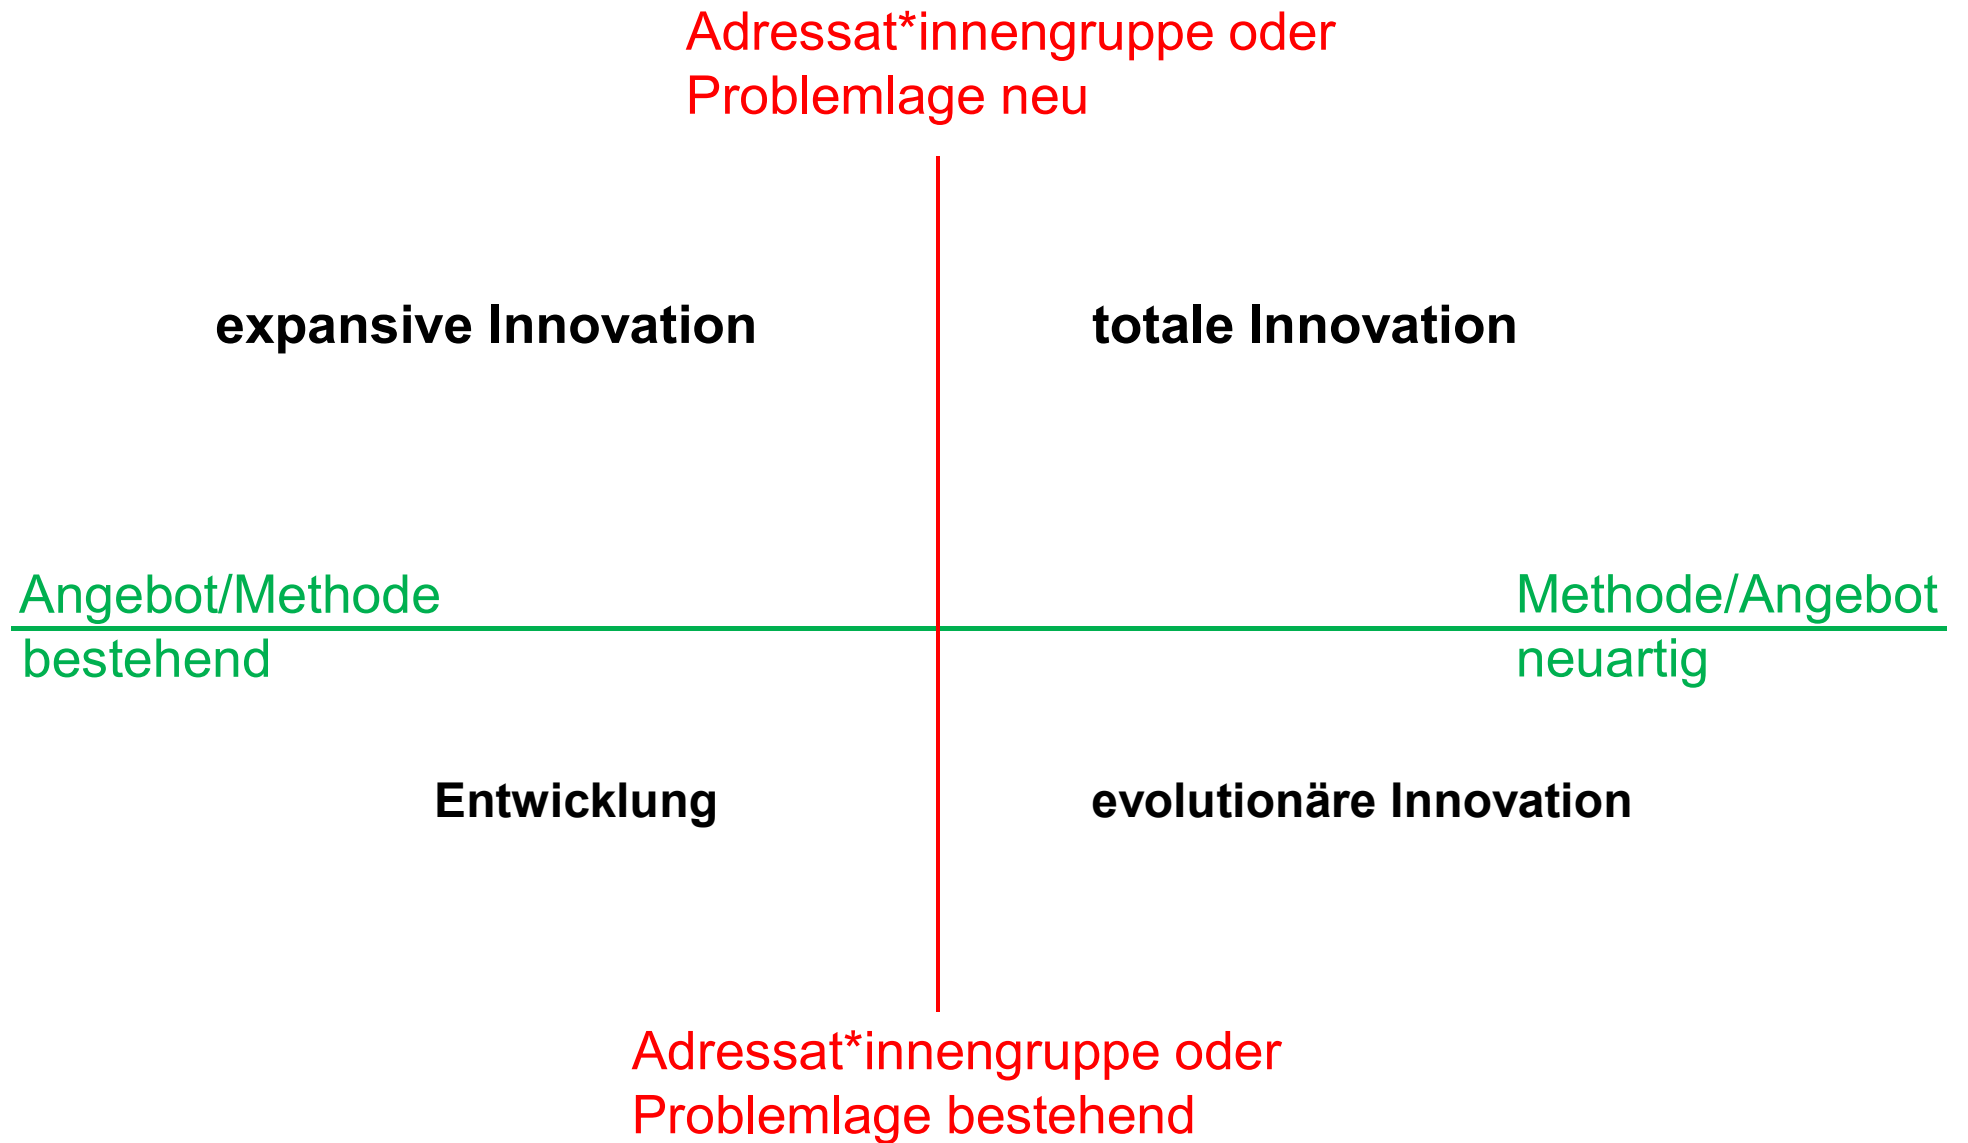 Adressat*innengruppe oder
Problemlage neu
expansive Innovation
totale Innovation
Angebot/Methode
bestehend
Methode/Angebot
neuartig
Entwicklung
evolutionäre Innovation
Adressat*innengruppe oder
Problemlage bestehend